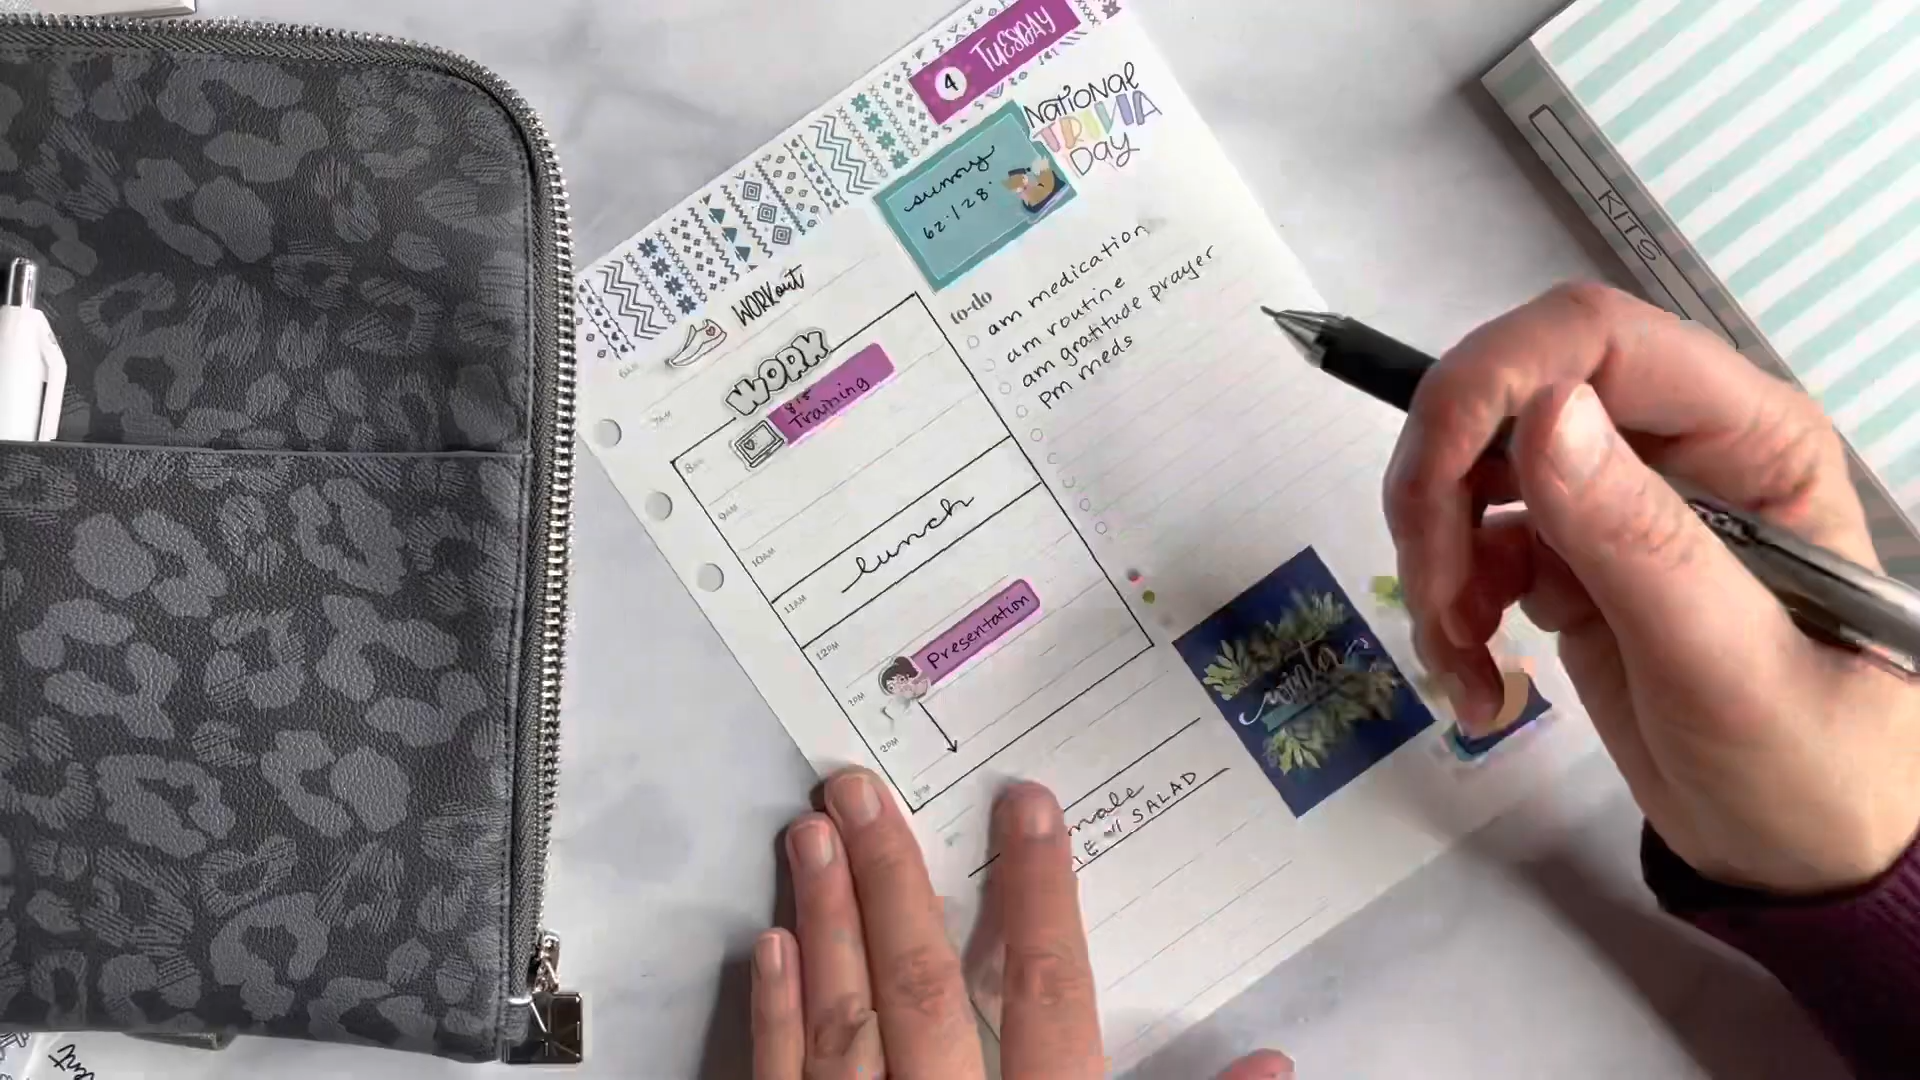 4 TUESDAY
National
TRIVIA
Day
sunny
62° | 28°
WORKout
6AM
WORK
7AM
8:15
Training
8AM
9AM
10AM
lunch
11AM
12PM
Presentation
1PM
2PM
3PM
to-do
am medication
am routine
am gratitude prayer
pm meds
SALAD
KITS